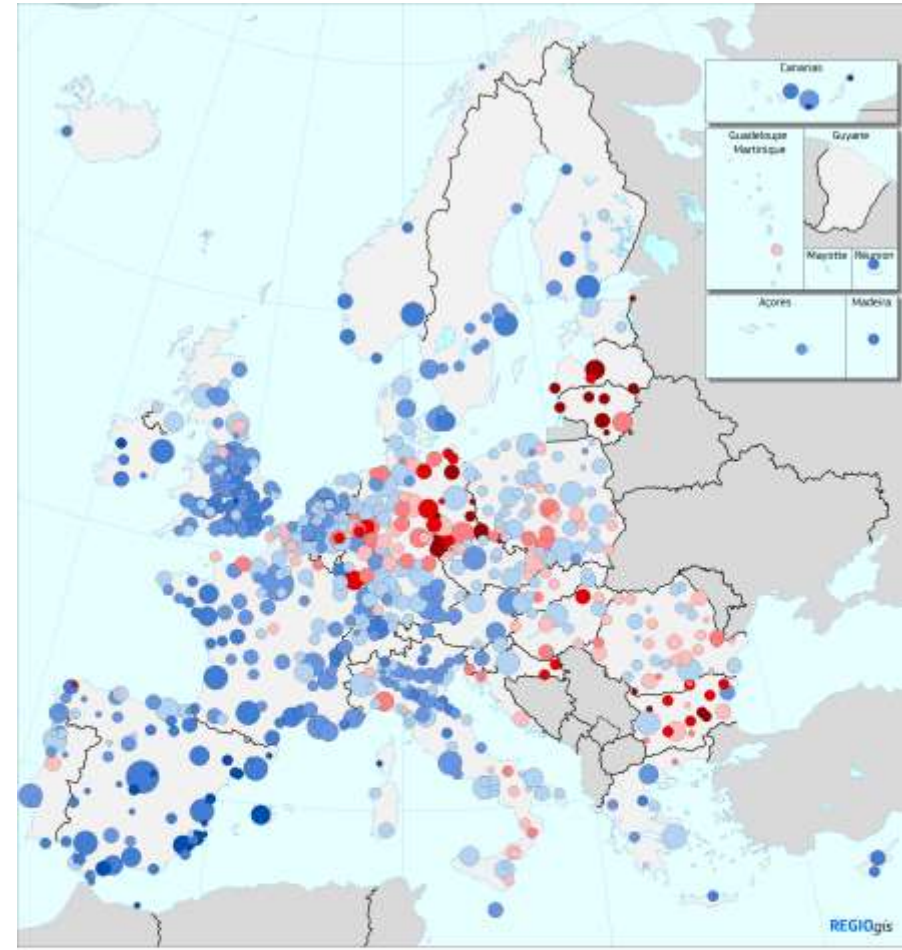 Canarias
Guadeloupe
Martinique
Guyane
Mayotte
Réunion
Açores
Madeira
REGIOgis